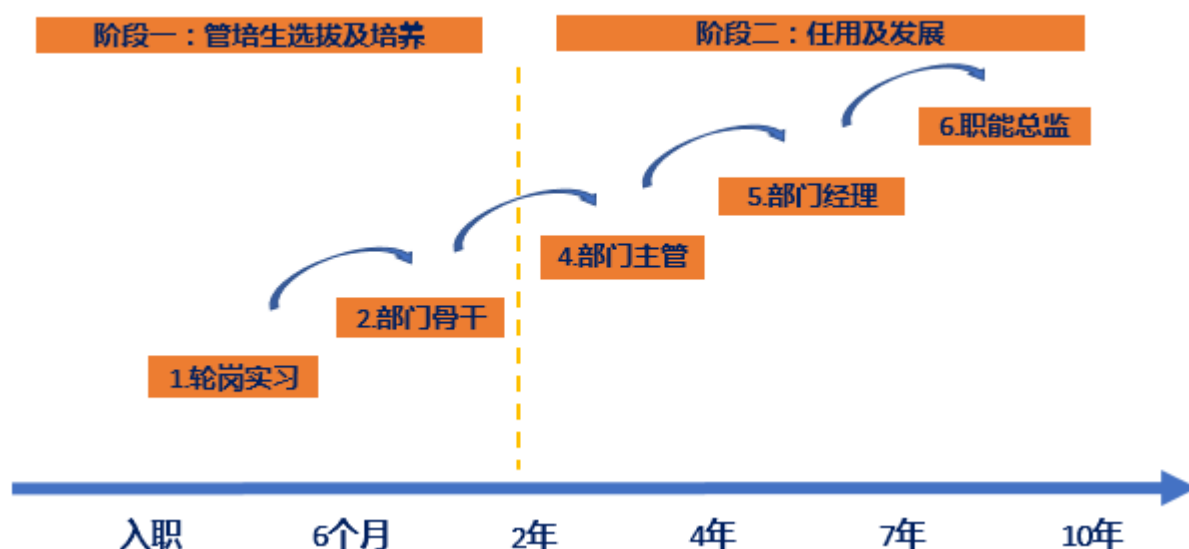 阶段一：管培生选拔及培养
阶段二：任用及发展
6.职能总监
5.部门经理
4.部门主管
2.部门骨干
1.轮岗实习
入职 6个月 2年 4年 7年 10年